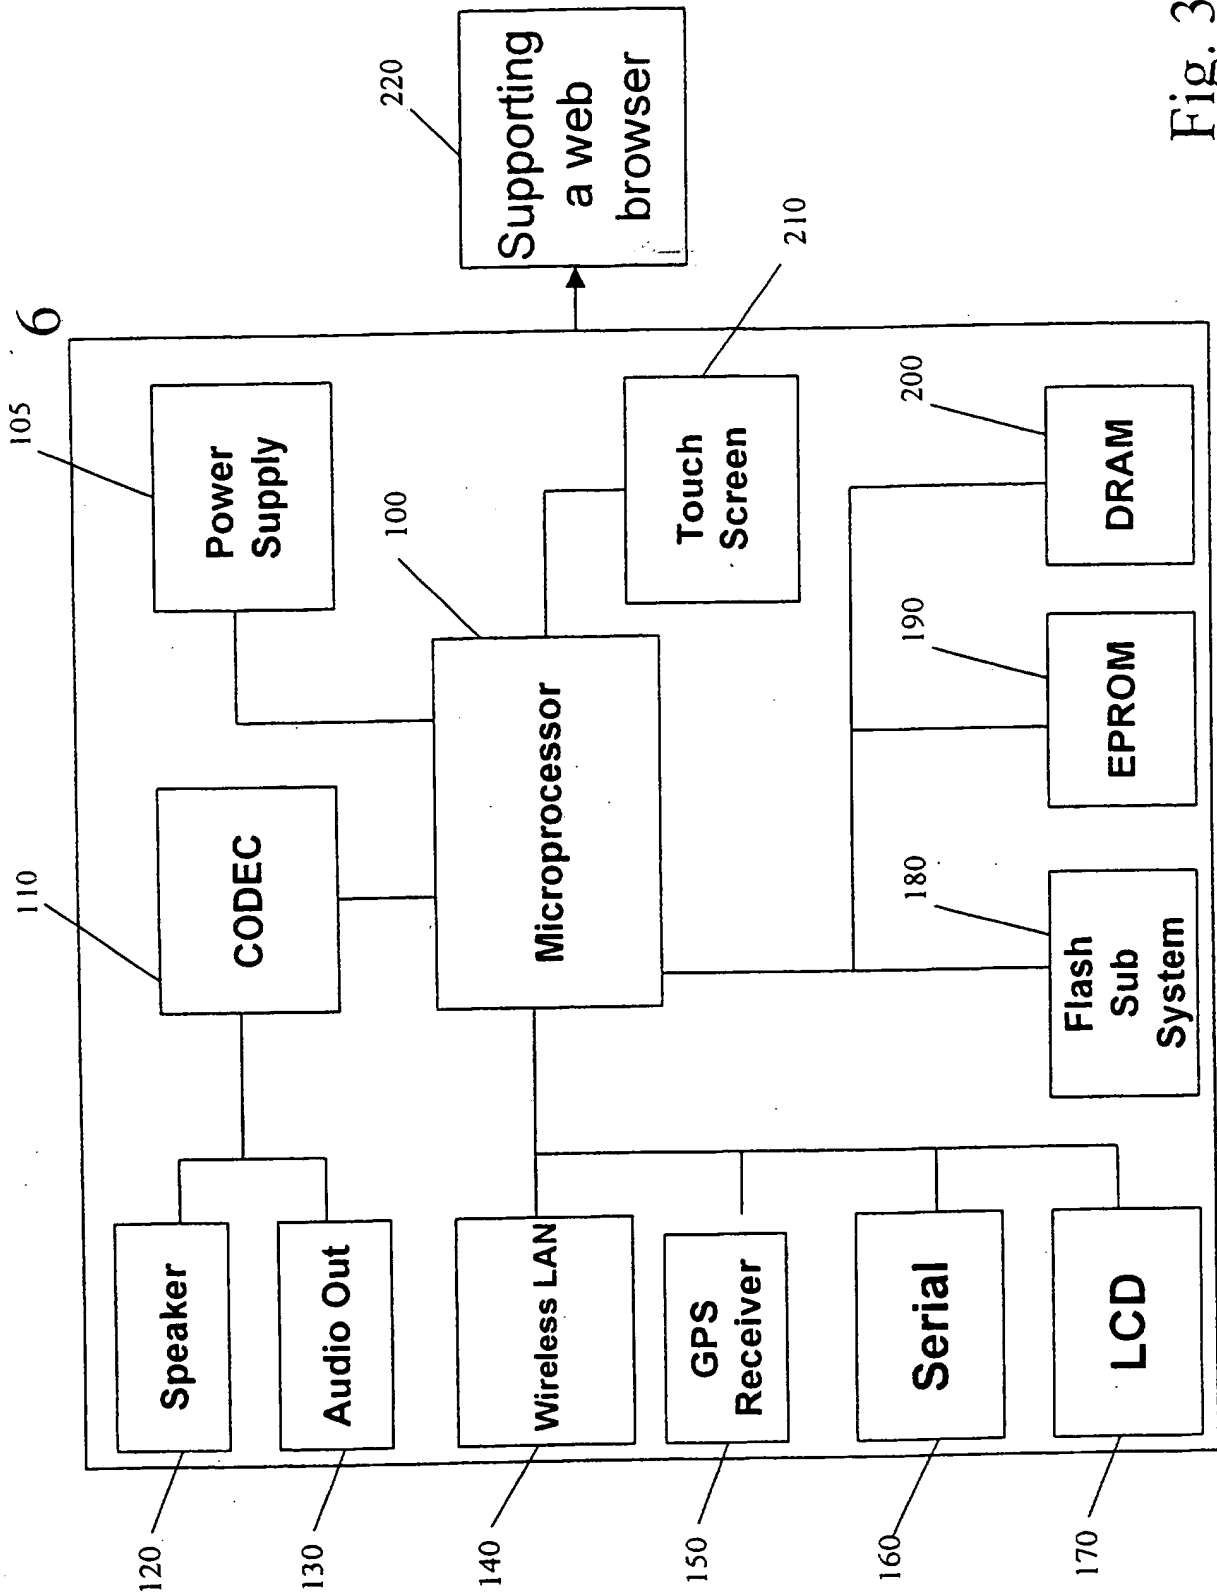 6
120
Speaker
130
Audio Out
110
CODEC
105
Power
Supply
140
Wireless LAN
100
Microprocessor
220
Supporting
a web
browser
150
GPS
Receiver
210
Touch
Screen
160
Serial
170
LCD
180
Flash
Sub
System
190
EPROM
200
DRAM
Fig. 3